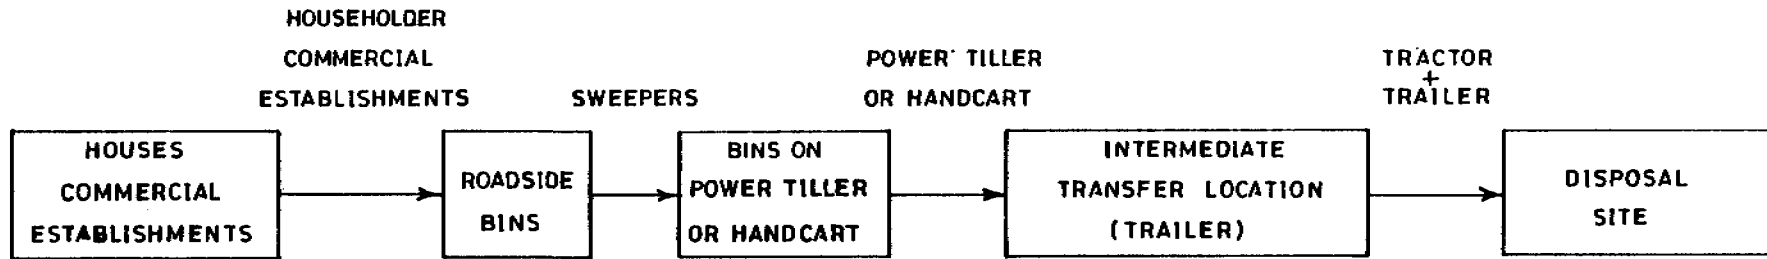 HOUSEHOLDER
COMMERCIAL
ESTABLISHMENTS
SWEEPERS
POWER TILLER
OR HANDCART
TRACTOR
+
TRAILER
HOUSES
COMMERCIAL
ESTABLISHMENTS
ROADSIDE
BINS
BINS ON
POWER TILLER
OR HANDCART
INTERMEDIATE
TRANSFER LOCATION
(TRAILER)
DISPOSAL
SITE